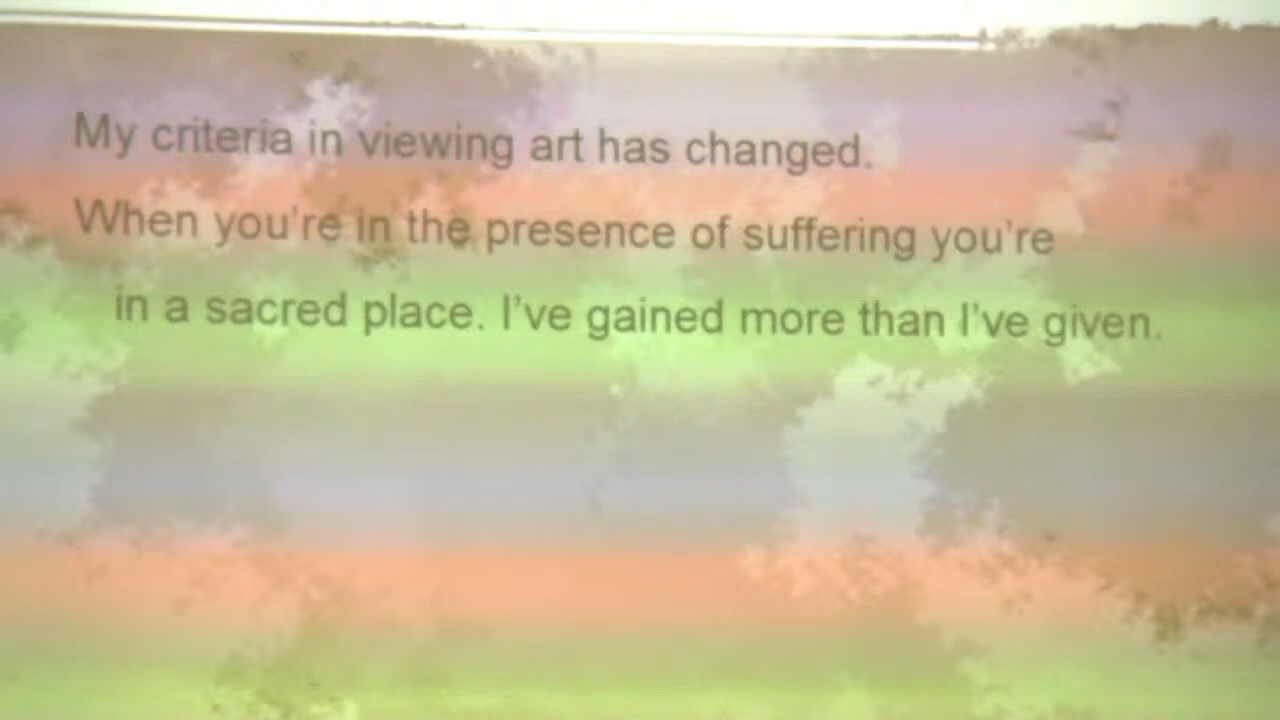 My criteria in viewing art has changed.
When you're in the presence of suffering you're
in a sacred place. I've gained more than I've given.